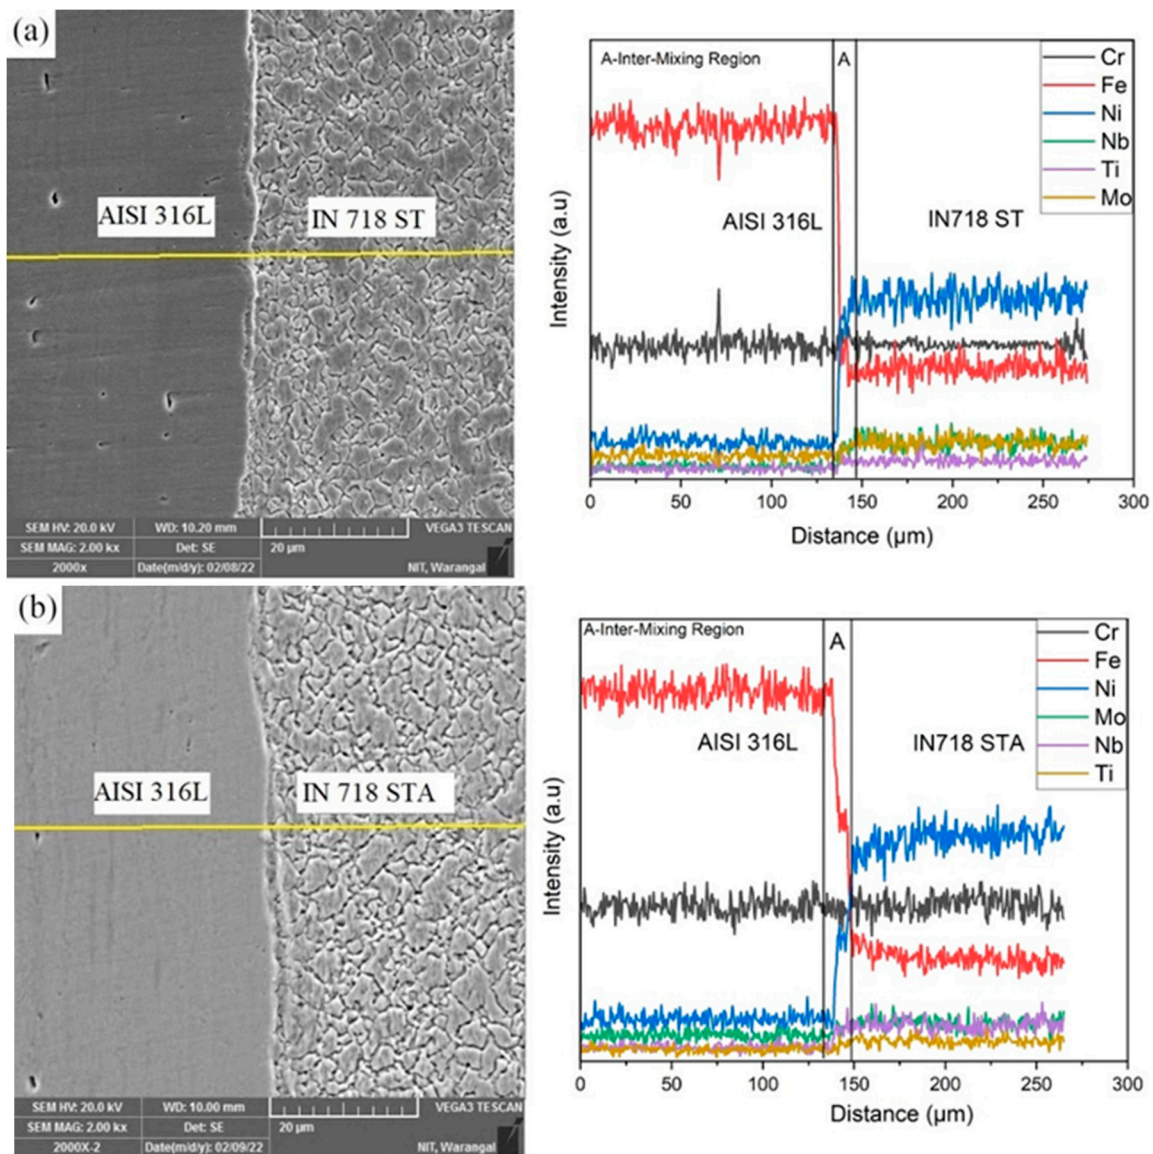 (a)
AISI 316L
IN 718 ST
SEM HV: 20.0 kV
WD: 10.20 mm
VEGA3 TESCAN
SEM MAG: 2.00 kx
Det: SE
20 µm
2000x
Date(m/d/y): 02/08/22
NIT, Warangal
A-Inter-Mixing Region
A
Cr
Fe
Ni
Nb
Ti
Mo
AISI 316L
IN718 ST
Intensity (a.u)
0
50
100
150
200
250
300
Distance (µm)
(b)
AISI 316L
IN 718 STA
SEM HV: 20.0 kV
WD: 10.00 mm
VEGA3 TESCAN
SEM MAG: 2.00 kx
Det: SE
20 µm
2000X-2
Date(m/d/y): 02/09/22
NIT, Warangal
A-Inter-Mixing Region
A
Cr
Fe
Ni
Mo
Nb
Ti
AISI 316L
IN718 STA
Intensity (a.u)
0
50
100
150
200
250
300
Distance (µm)